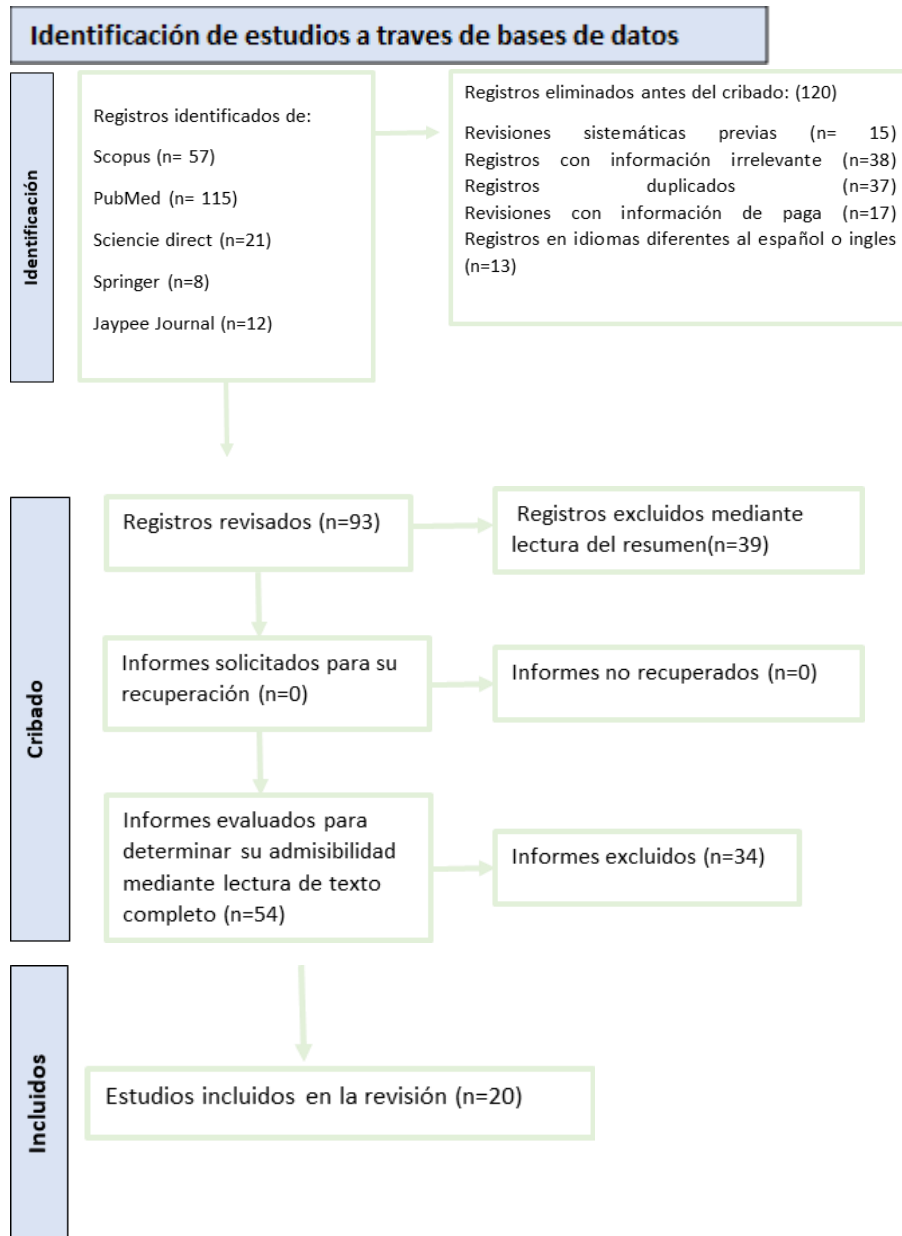 Identificación de estudios a traves de bases de datos
Identificación
Registros identificados de:
Scopus (n= 57)
PubMed (n= 115)
Sciencie direct (n=21)
Springer (n=8)
Jaypee Journal (n=12)
Registros eliminados antes del cribado: (120)
Revisiones sistemáticas previas (n= 15)
Registros con información irrelevante (n=38)
Registros duplicados (n=37)
Revisiones con información de paga (n=17)
Registros en idiomas diferentes al español o ingles
(n=13)
Cribado
Registros revisados (n=93)
Registros excluidos mediante
lectura del resumen(n=39)
Informes solicitados para su
recuperación (n=0)
Informes no recuperados (n=0)
Informes evaluados para
determinar su admisibilidad
mediante lectura de texto
completo (n=54)
Informes excluidos (n=34)
Incluidos
Estudios incluidos en la revisión (n=20)